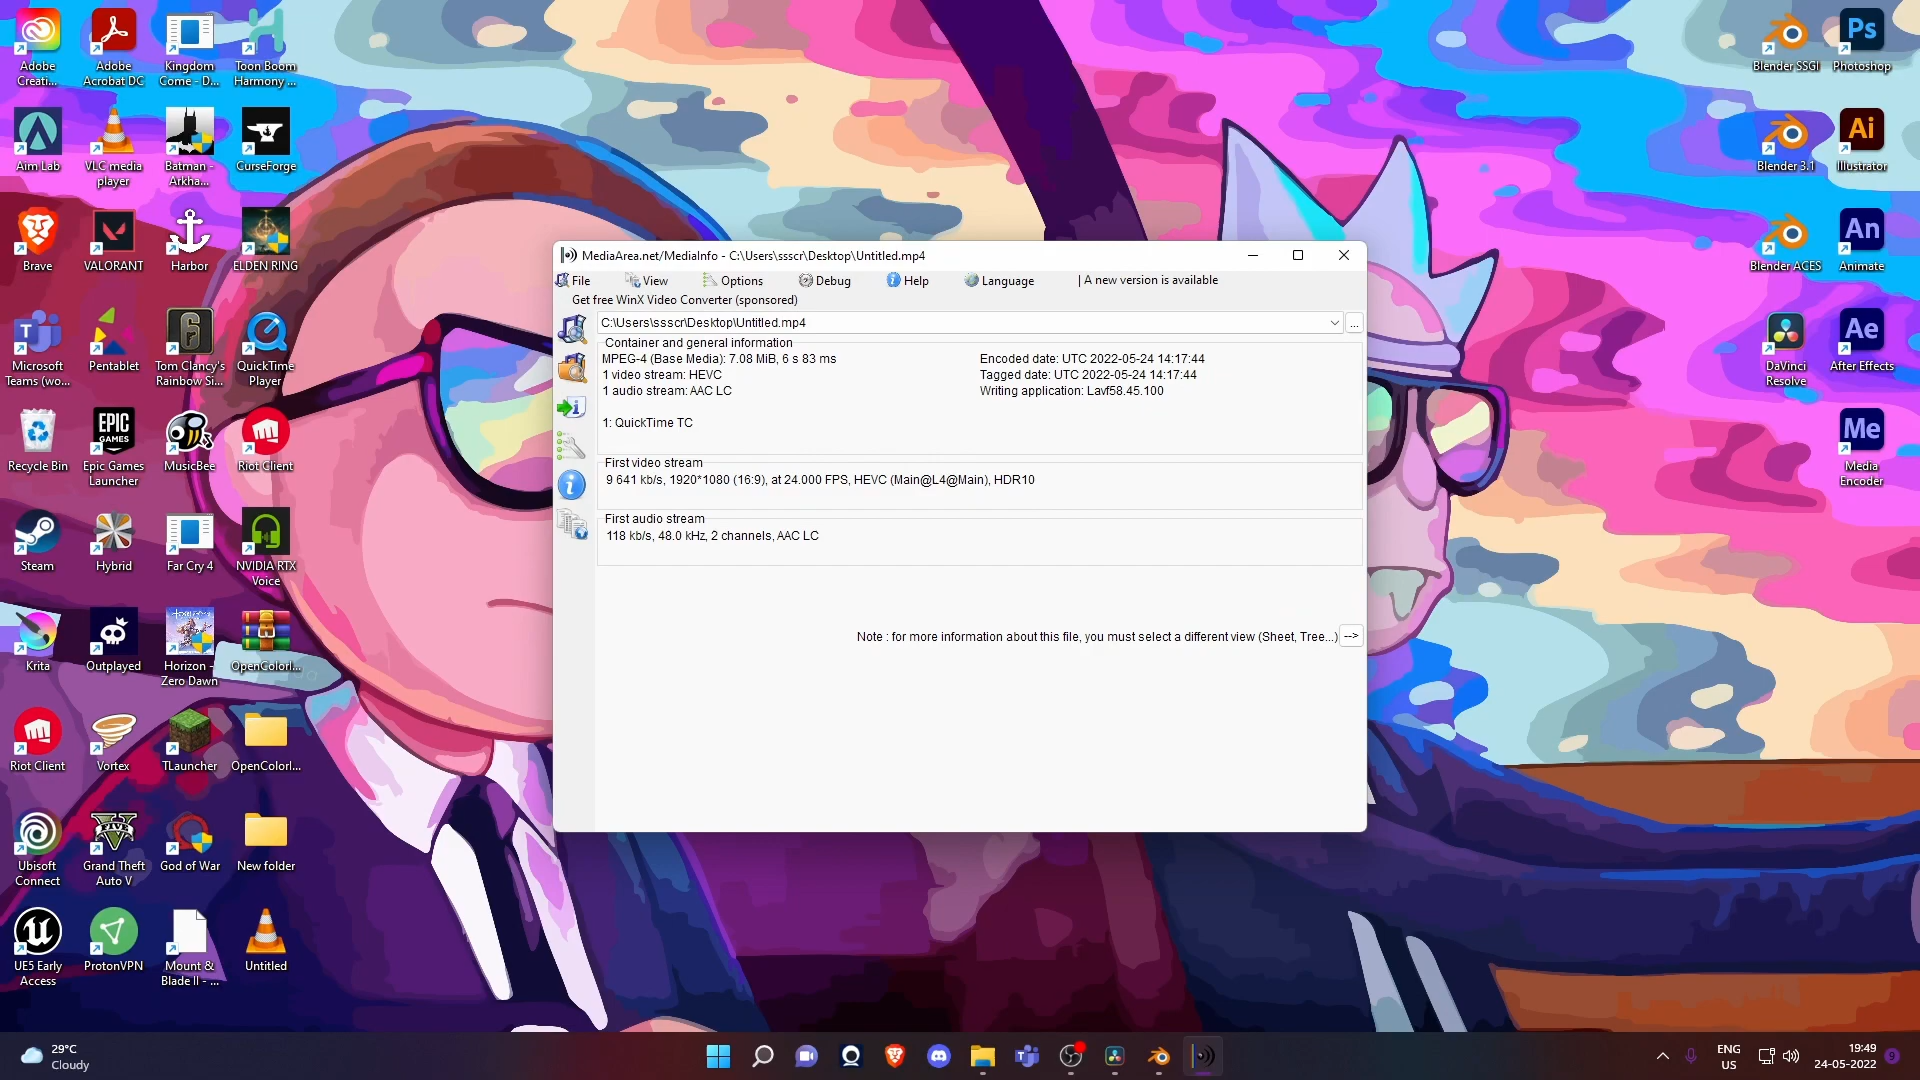 Adobe
Creati...
Adobe
Acrobat DC
Kingdom
Come - D...
Toon Boom
Harmony ...
Blender SSGI
Ps
Photoshop
Aim Lab
VLC media
player
Batman -
Arkha...
CurseForge
Blender 3.1
Ai
Illustrator
Brave
VALORANT
Harbor
ELDEN RING
Blender ACES
An
Animate
Microsoft
Teams (wo...
Pentablet
Tom Clancy's
Rainbow Si...
QuickTime
Player
DaVinci
Resolve
Ae
After Effects
Recycle Bin
EPIC
GAMES
Epic Games
Launcher
MusicBee
Riot Client
Me
Media
Encoder
Steam
Hybrid
Far Cry 4
NVIDIA RTX
Voice
Krita
Outplayed
Horizon -
Zero Dawn
OpenColorI...
Riot Client
Vortex
TLauncher
OpenColorI...
Ubisoft
Connect
Grand Theft
Auto V
God of War
New folder
UE5 Early
Access
ProtonVPN
Mount &
Blade II - ...
Untitled
MediaArea.net/MediaInfo - C:\Users\ssscr\Desktop\Untitled.mp4
File View Options Debug Help Language | A new version is available
Get free WinX Video Converter (sponsored)
C:\Users\ssscr\Desktop\Untitled.mp4 ...
Container and general information
MPEG-4 (Base Media): 7.08 MiB, 6 s 83 ms
1 video stream: HEVC
1 audio stream: AAC LC
1: QuickTime TC
Encoded date: UTC 2022-05-24 14:17:44
Tagged date: UTC 2022-05-24 14:17:44
Writing application: Lavf58.45.100
First video stream
9 641 kb/s, 1920*1080 (16:9), at 24.000 FPS, HEVC (Main@L4@Main), HDR10
First audio stream
118 kb/s, 48.0 kHz, 2 channels, AAC LC
Note : for more information about this file, you must select a different view (Sheet, Tree...) -->
29°C
Cloudy
ENG
US
19:49
24-05-2022
9